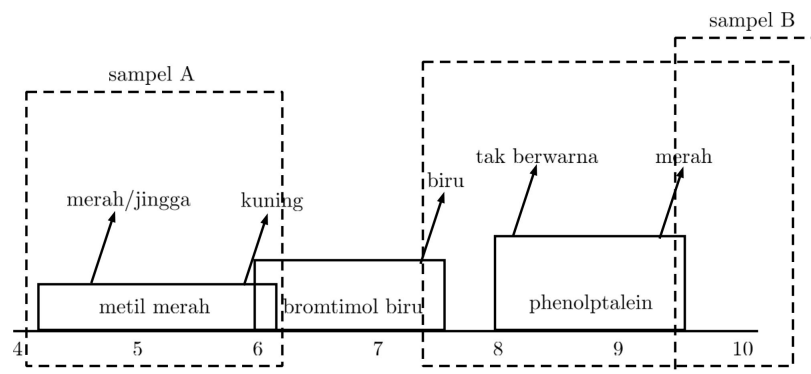 sampel B
sampel A
tak berwarna
merah
biru
merah/jingga
kuning
metil merah
bromtimol biru
phenolptalein
4 5 6 7 8 9 10